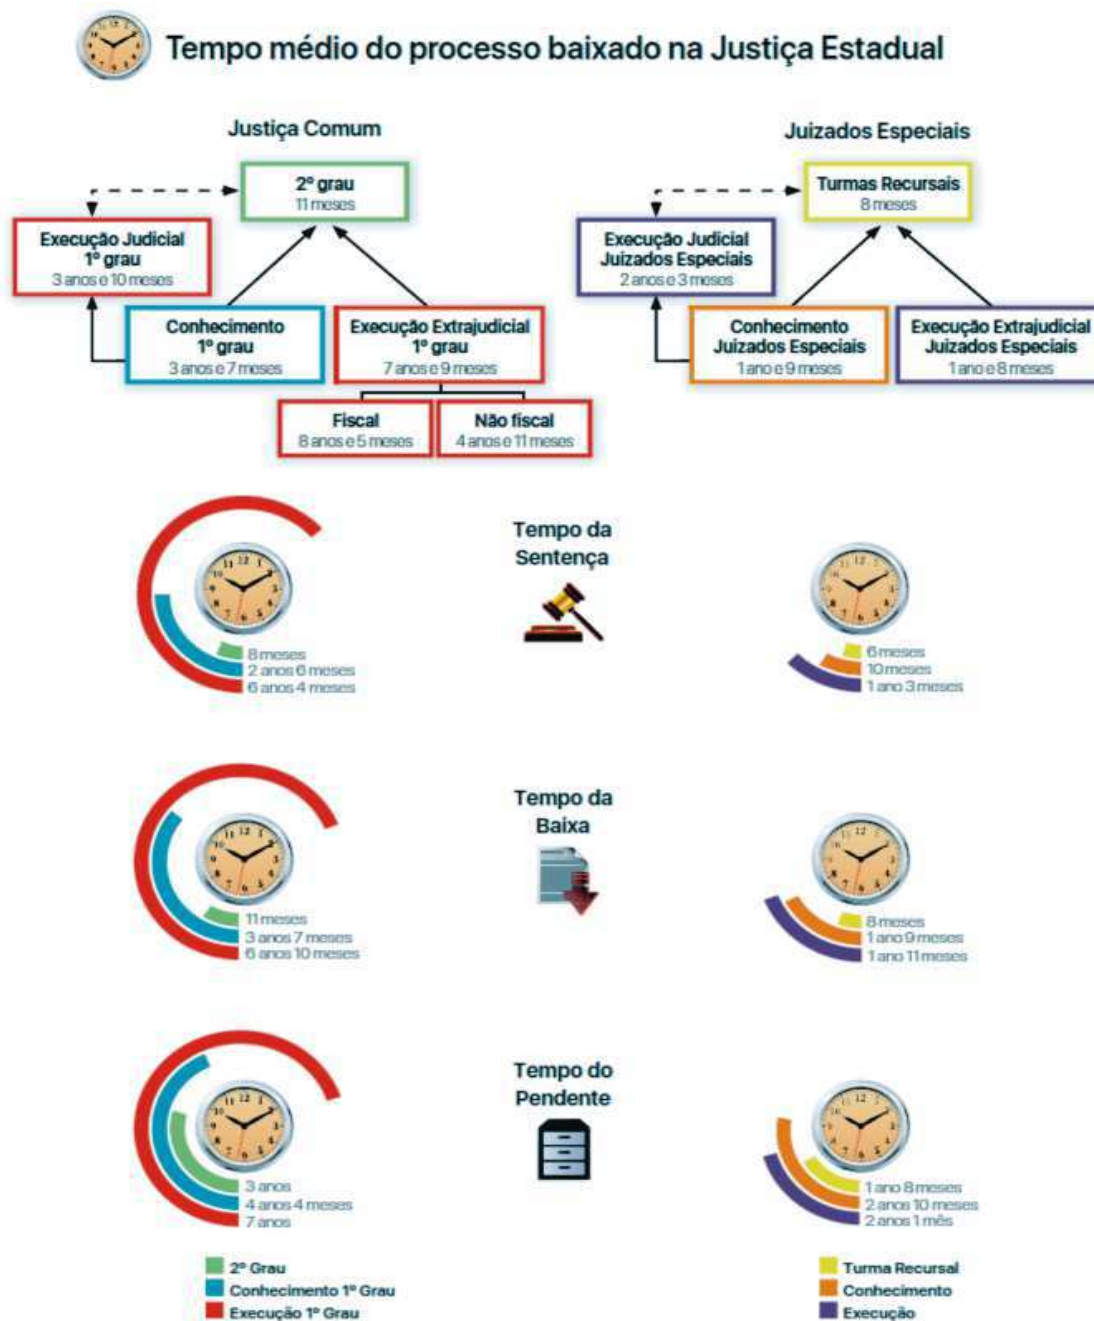 Tempo médio do processo baixado na Justiça Estadual
Justiça Comum
Juizados Especiais
2º grau
11 meses
Turmas Recursais
8 meses
Execução Judicial
1º grau
3 anos e 10 meses
Execução Judicial
Juizados Especiais
2 anos e 3 meses
Conhecimento
1º grau
3 anos e 7 meses
Execução Extrajudicial
1º grau
7 anos e 9 meses
Conhecimento
Juizados Especiais
1 ano e 9 meses
Execução Extrajudicial
Juizados Especiais
1 ano e 8 meses
Fiscal
8 anos e 5 meses
Não fiscal
4 anos e 11 meses
Tempo da
Sentença
8 meses
2 anos 6 meses
6 anos 4 meses
6 meses
10 meses
1 ano 3 meses
Tempo da
Baixa
11 meses
3 anos 7 meses
6 anos 10 meses
8 meses
1 ano 9 meses
1 ano 11 meses
Tempo do
Pendente
3 anos
4 anos 4 meses
7 anos
1 ano 8 meses
2 anos 10 meses
2 anos 1 mês
2º Grau
Conhecimento 1º Grau
Execução 1º Grau
Turma Recursal
Conhecimento
Execução